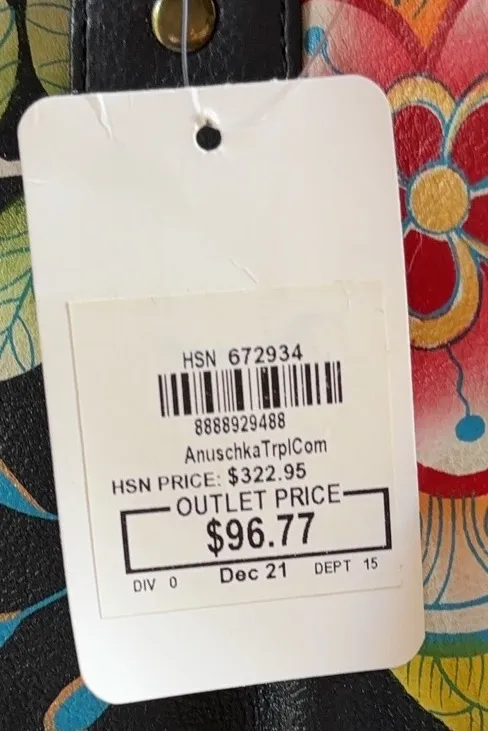 HSN 672934
8888929488
AnuschkaTrplCom
HSN PRICE: $322.95
OUTLET PRICE
$96.77
DIV 0 Dec 21 DEPT 15